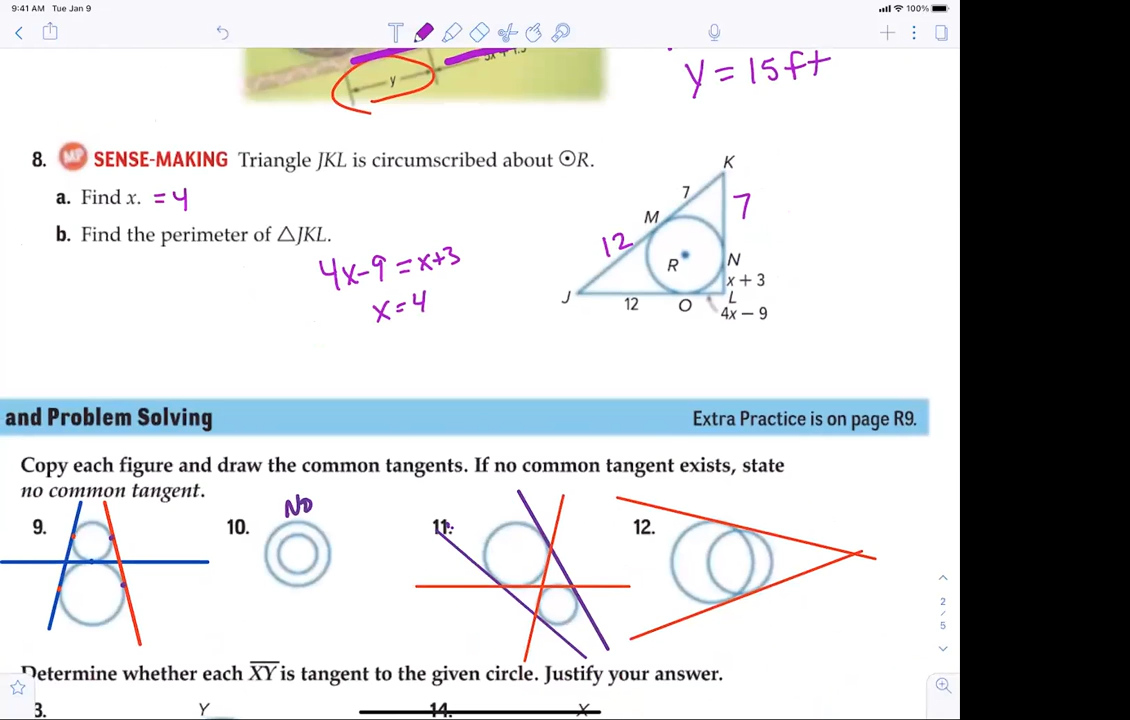 9:41 AM Tue Jan 9
100%
y
y = 15ft
8. MP SENSE-MAKING Triangle JKL is circumscribed about ⊙R.
a. Find x. = 4
b. Find the perimeter of △JKL.
4x-9 = x+3
x = 4
K
7
7
M
12
R
N
x + 3
J
12
O
L
4x – 9
and Problem Solving
Extra Practice is on page R9.
Copy each figure and draw the common tangents. If no common tangent exists, state
no common tangent.
9.
10.
NO
11.
12.
2
/
5
Determine whether each XY is tangent to the given circle. Justify your answer.
3.
Y
14.
X